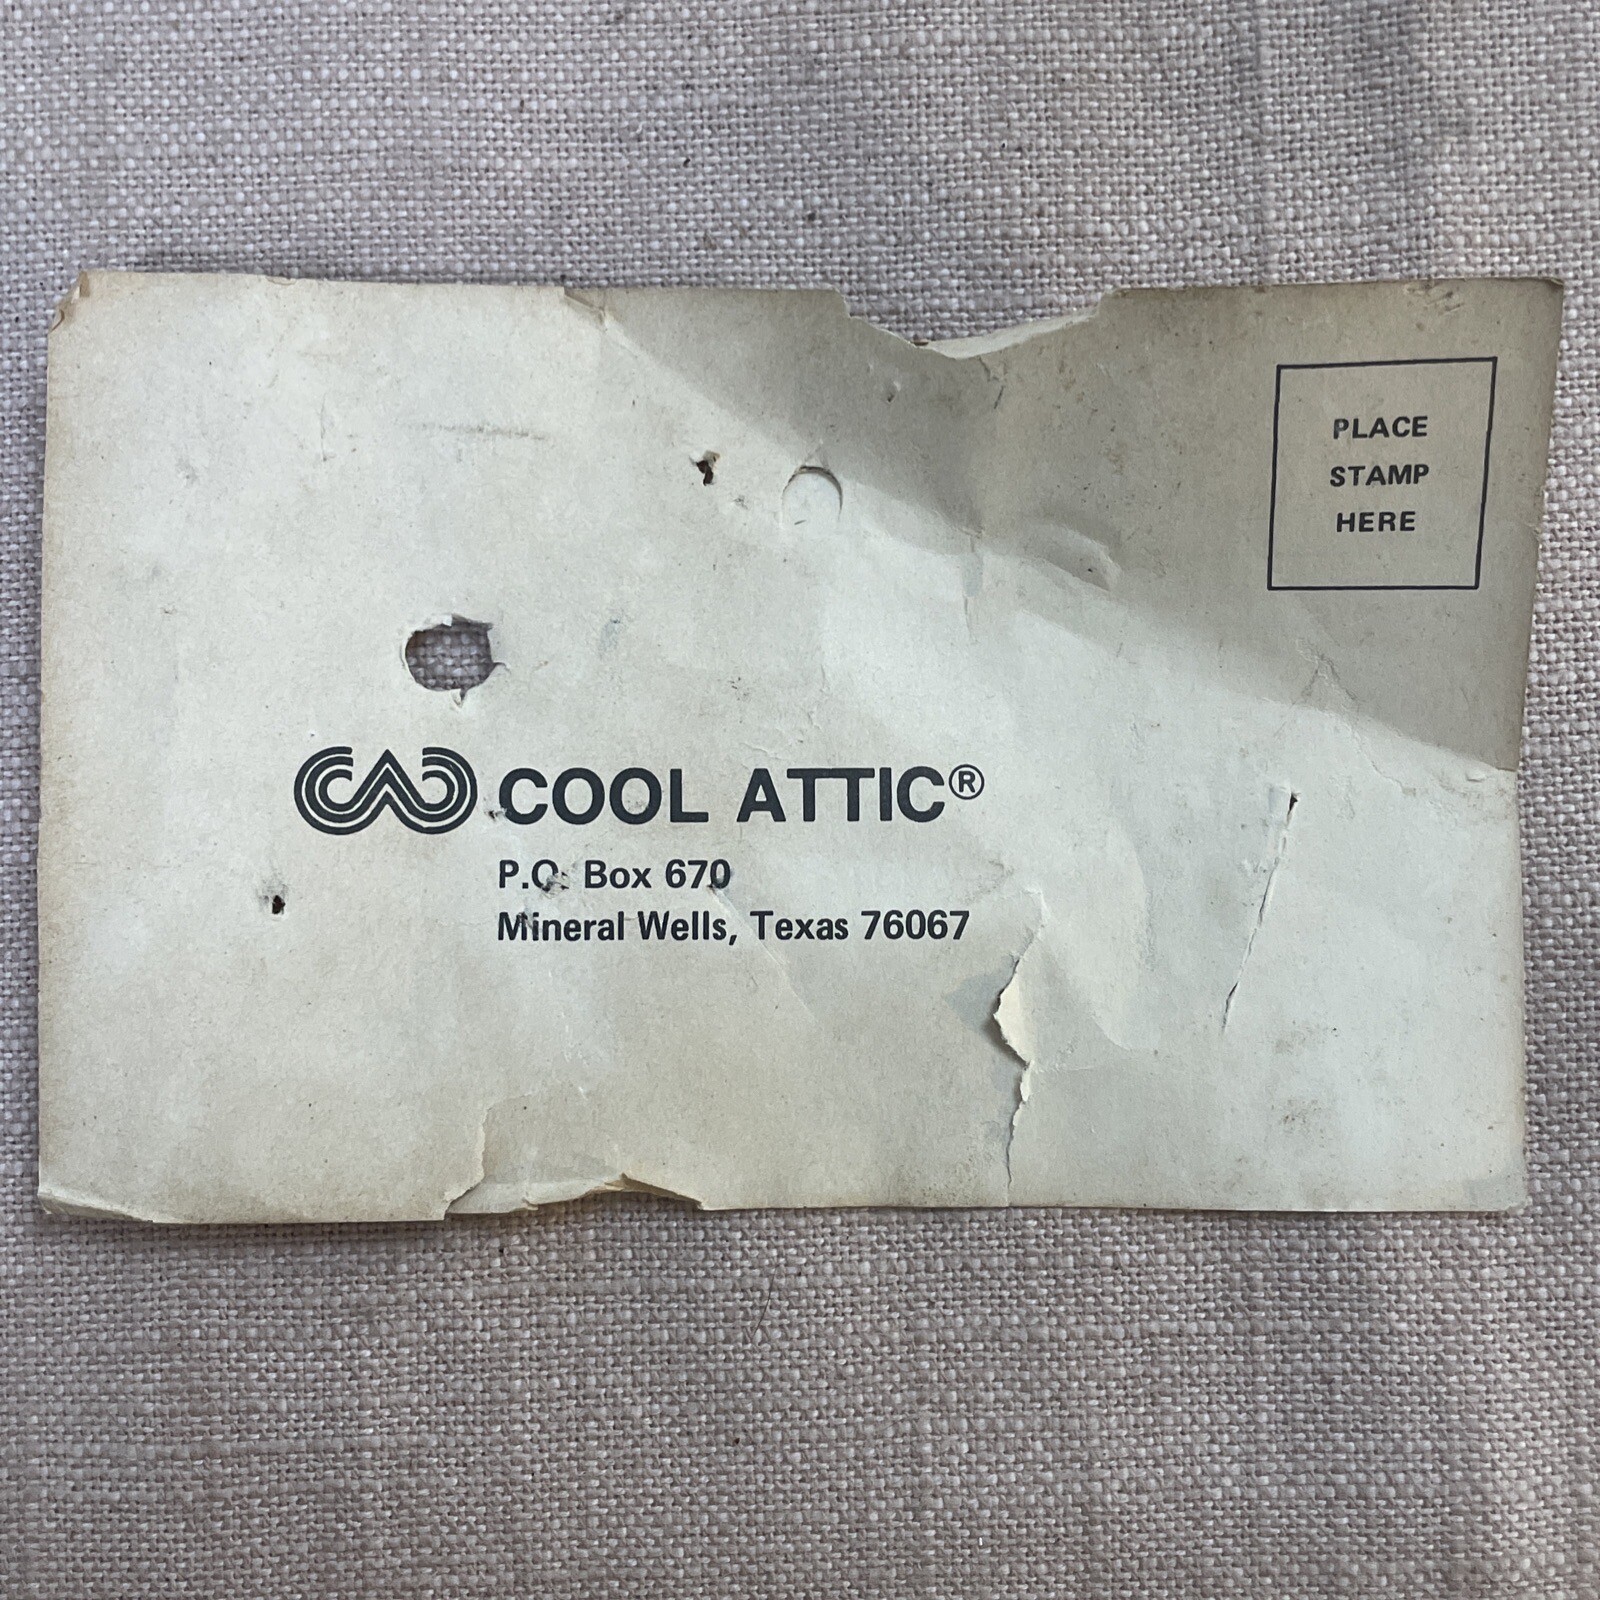 PLACE
STAMP
HERE
COOL ATTIC®
P.O. Box 670
Mineral Wells, Texas 76067